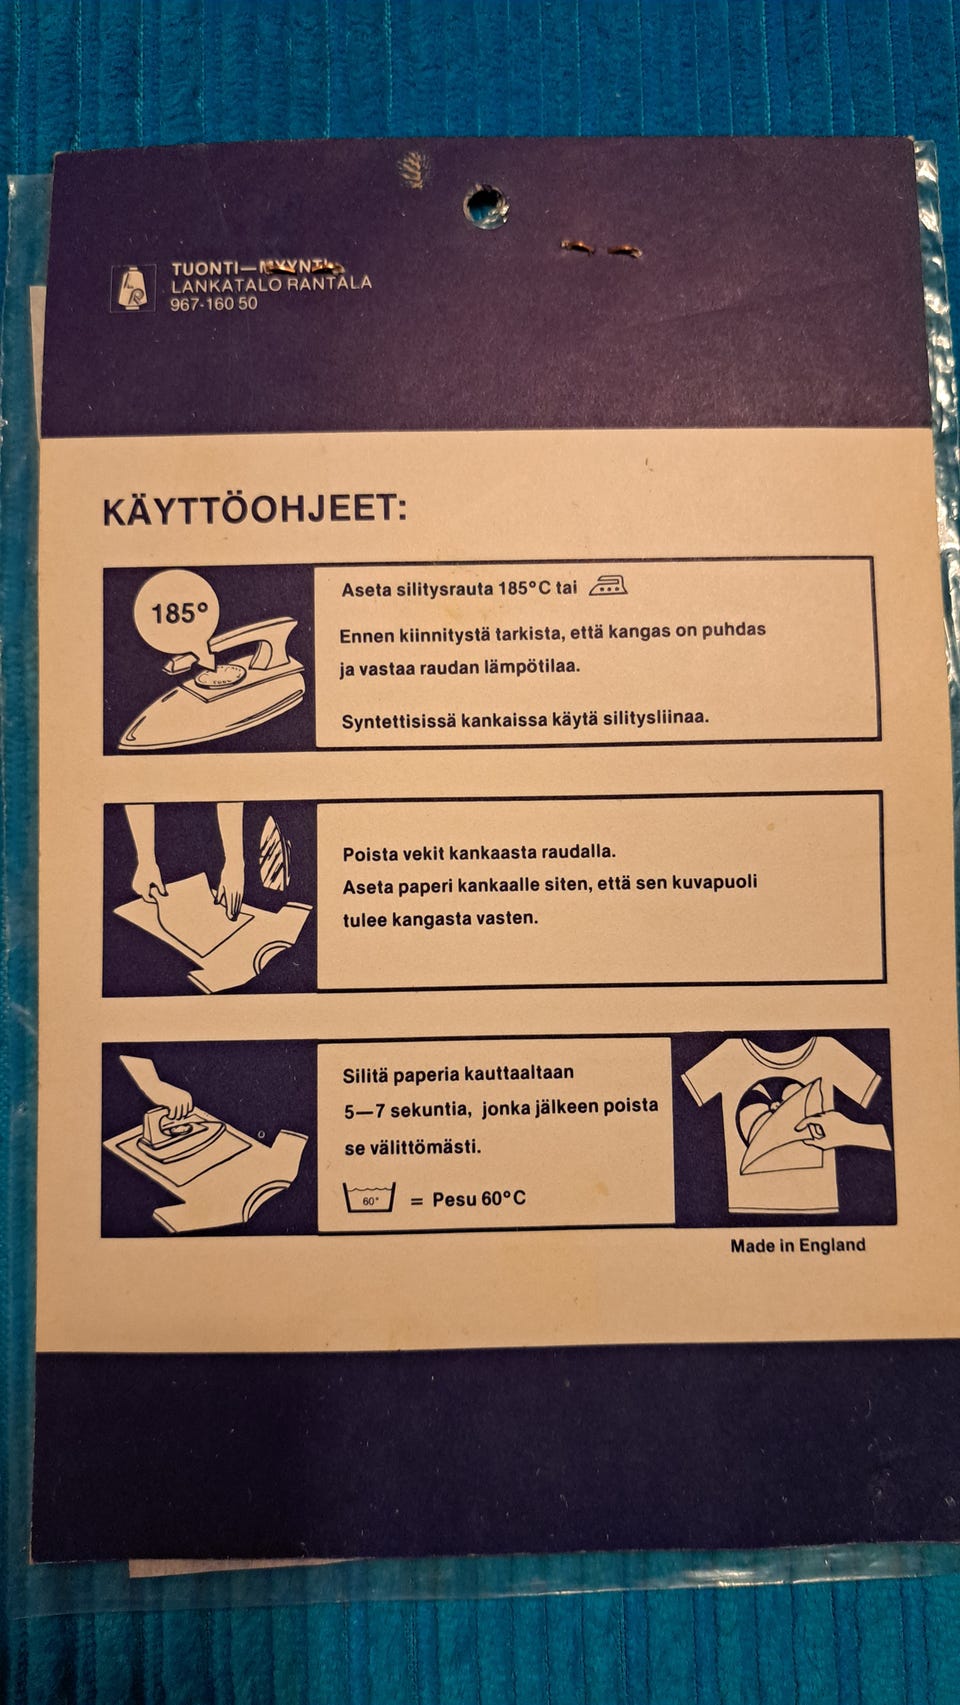 TUONTI—MYYNTI
LANKATALO RANTALA
967-160 50
KÄYTTÖOHJEET:
185°
Aseta silitysrauta 185°C tai
Ennen kiinnitystä tarkista, että kangas on puhdas
ja vastaa raudan lämpötilaa.
Syntettisissä kankaissa käytä silitysliinaa.
Poista vekit kankaasta raudalla.
Aseta paperi kankaalle siten, että sen kuvapuoli
tulee kangasta vasten.
Silitä paperia kauttaaltaan
5—7 sekuntia, jonka jälkeen poista
se välittömästi.
60° = Pesu 60°C
Made in England